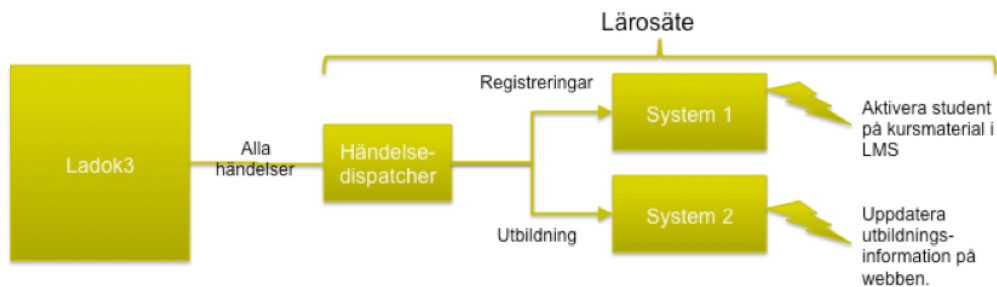 Lärosäte
Ladok3
Alla
händelser
Händelse-
dispatcher
Registreringar
System 1
Aktivera student
på kursmaterial i
LMS
Utbildning
System 2
Uppdatera
utbildnings-
information på
webben.